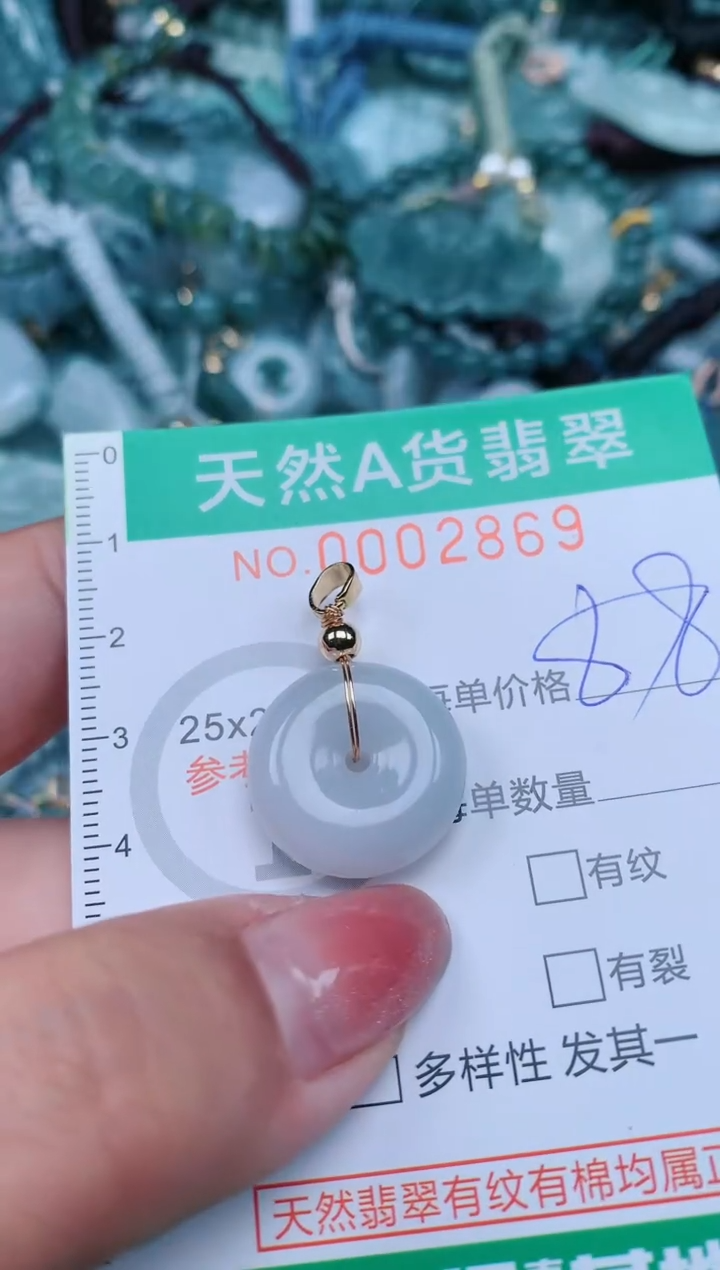 天然A货翡翠
NO.0002869
0
1
2
3
4
88
每单价格
25x2
参考
每单数量
有纹
有裂
多样性 发其一
天然翡翠有纹有棉均属正